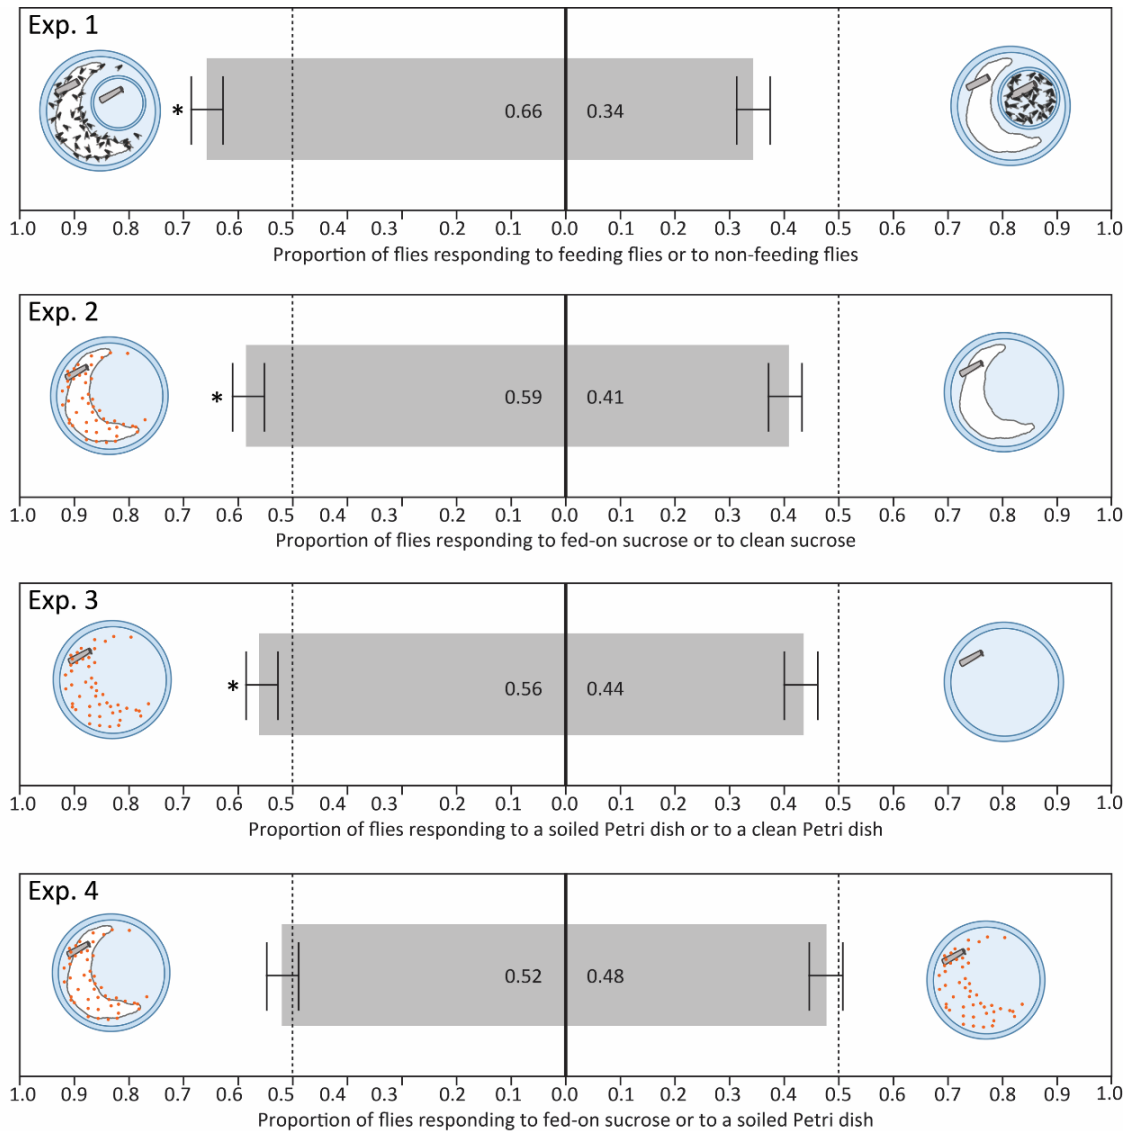 Exp. 1
* 0.66 0.34
1.0 0.9 0.8 0.7 0.6 0.5 0.4 0.3 0.2 0.1 0.0 0.1 0.2 0.3 0.4 0.5 0.6 0.7 0.8 0.9 1.0
Proportion of flies responding to feeding flies or to non-feeding flies
Exp. 2
* 0.59 0.41
1.0 0.9 0.8 0.7 0.6 0.5 0.4 0.3 0.2 0.1 0.0 0.1 0.2 0.3 0.4 0.5 0.6 0.7 0.8 0.9 1.0
Proportion of flies responding to fed-on sucrose or to clean sucrose
Exp. 3
* 0.56 0.44
1.0 0.9 0.8 0.7 0.6 0.5 0.4 0.3 0.2 0.1 0.0 0.1 0.2 0.3 0.4 0.5 0.6 0.7 0.8 0.9 1.0
Proportion of flies responding to a soiled Petri dish or to a clean Petri dish
Exp. 4
0.52 0.48
1.0 0.9 0.8 0.7 0.6 0.5 0.4 0.3 0.2 0.1 0.0 0.1 0.2 0.3 0.4 0.5 0.6 0.7 0.8 0.9 1.0
Proportion of flies responding to fed-on sucrose or to a soiled Petri dish